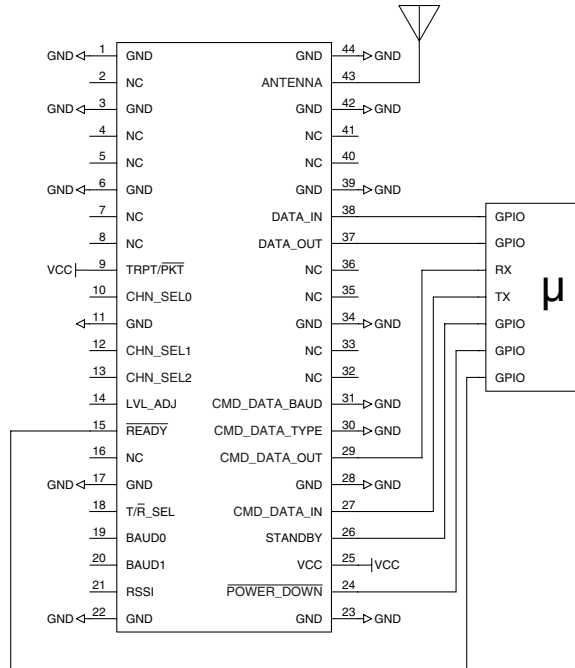 GND 1 GND GND 44 GND
2 NC ANTENNA 43
GND 3 GND GND 42 GND
4 NC NC 41
5 NC NC 40
GND 6 GND GND 39 GND
7 NC DATA_IN 38 GPIO
8 NC DATA_OUT 37 GPIO
VCC 9 TRPT/PKT NC 36 RX
10 CHN_SEL0 NC 35 TX µ
11 GND GND 34 GND GPIO
12 CHN_SEL1 NC 33 GPIO
13 CHN_SEL2 NC 32 GPIO
14 LVL_ADJ CMD_DATA_BAUD 31 GND
15 READY CMD_DATA_TYPE 30 GND
16 NC CMD_DATA_OUT 29
GND 17 GND GND 28 GND
18 T/R_SEL CMD_DATA_IN 27
19 BAUD0 STANDBY 26
20 BAUD1 VCC 25 VCC
21 RSSI POWER_DOWN 24
GND 22 GND GND 23 GND